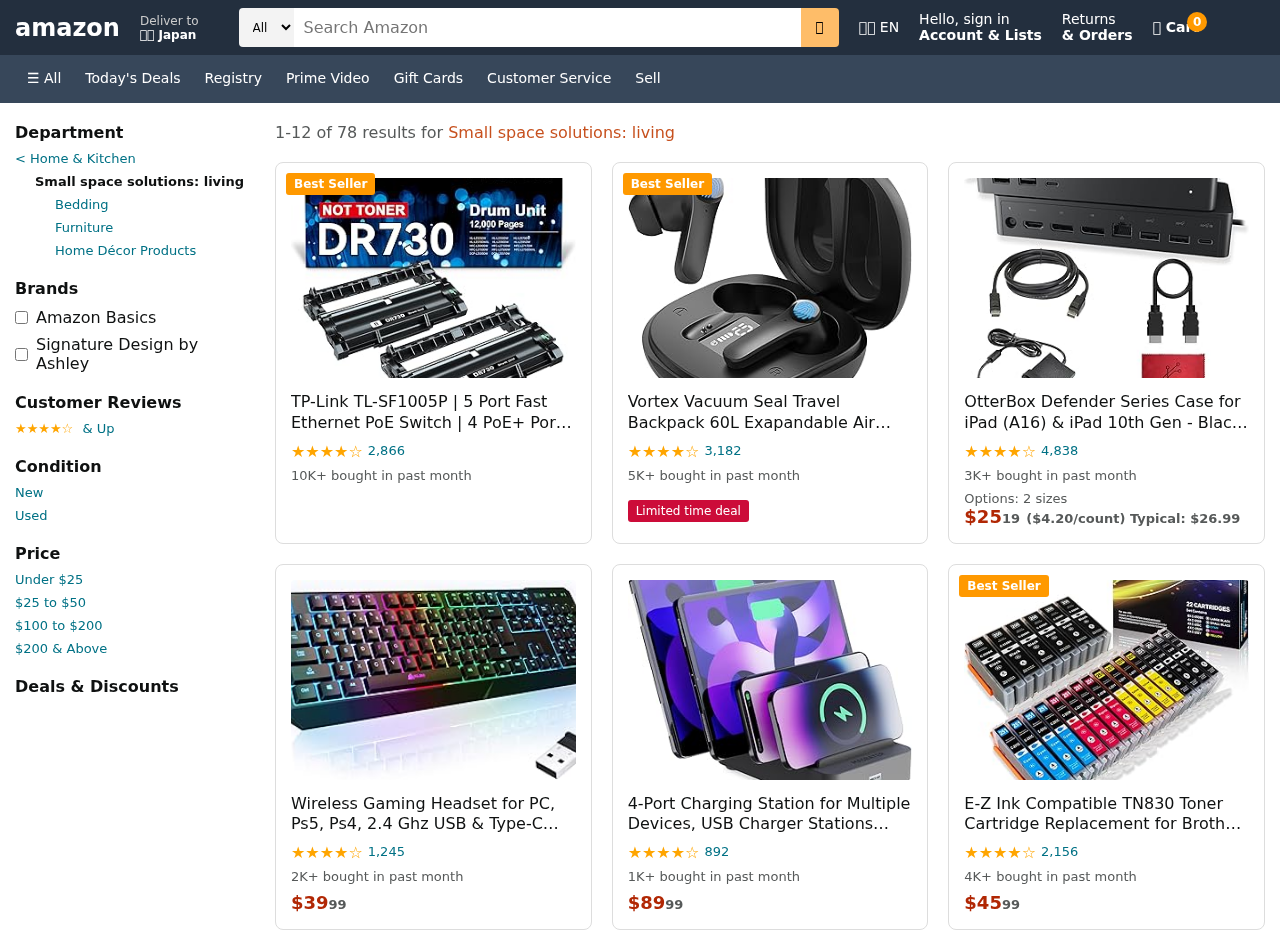 amazon
Deliver to
Japan
All
Search Amazon
EN
Hello, sign in
Account & Lists
Returns
& Orders
0
☰ All
Today's Deals
Registry
Prime Video
Gift Cards
Customer Service
Sell
Department
< Home & Kitchen
Small space solutions: living
Bedding
Furniture
Home Décor Products
Brands
Amazon Basics
Signature Design by
Ashley
Customer Reviews
★★★★☆ & Up
Condition
New
Used
Price
Under $25
$25 to $50
$100 to $200
$200 & Above
Deals & Discounts
1-12 of 78 results for Small space solutions: living
Best Seller
NOT TONER
DR730
Drum Unit
12,000 Pages
DR730
DR730
TP-Link TL-SF1005P | 5 Port Fast
Ethernet PoE Switch | 4 PoE+ Por…
★★★★☆ 2,866
10K+ bought in past month
Best Seller
Vortex Vacuum Seal Travel
Backpack 60L Exapandable Air…
★★★★☆ 3,182
5K+ bought in past month
Limited time deal
OtterBox Defender Series Case for
iPad (A16) & iPad 10th Gen - Blac…
★★★★☆ 4,838
3K+ bought in past month
Options: 2 sizes
$2519 ($4.20/count) Typical: $26.99
Wireless Gaming Headset for PC,
Ps5, Ps4, 2.4 Ghz USB & Type-C…
★★★★☆ 1,245
2K+ bought in past month
$3999
4-Port Charging Station for Multiple
Devices, USB Charger Stations…
★★★★☆ 892
1K+ bought in past month
$8999
Best Seller
22 CARTRIDGES
E-Z Ink Compatible TN830 Toner
Cartridge Replacement for Broth…
★★★★☆ 2,156
4K+ bought in past month
$4599